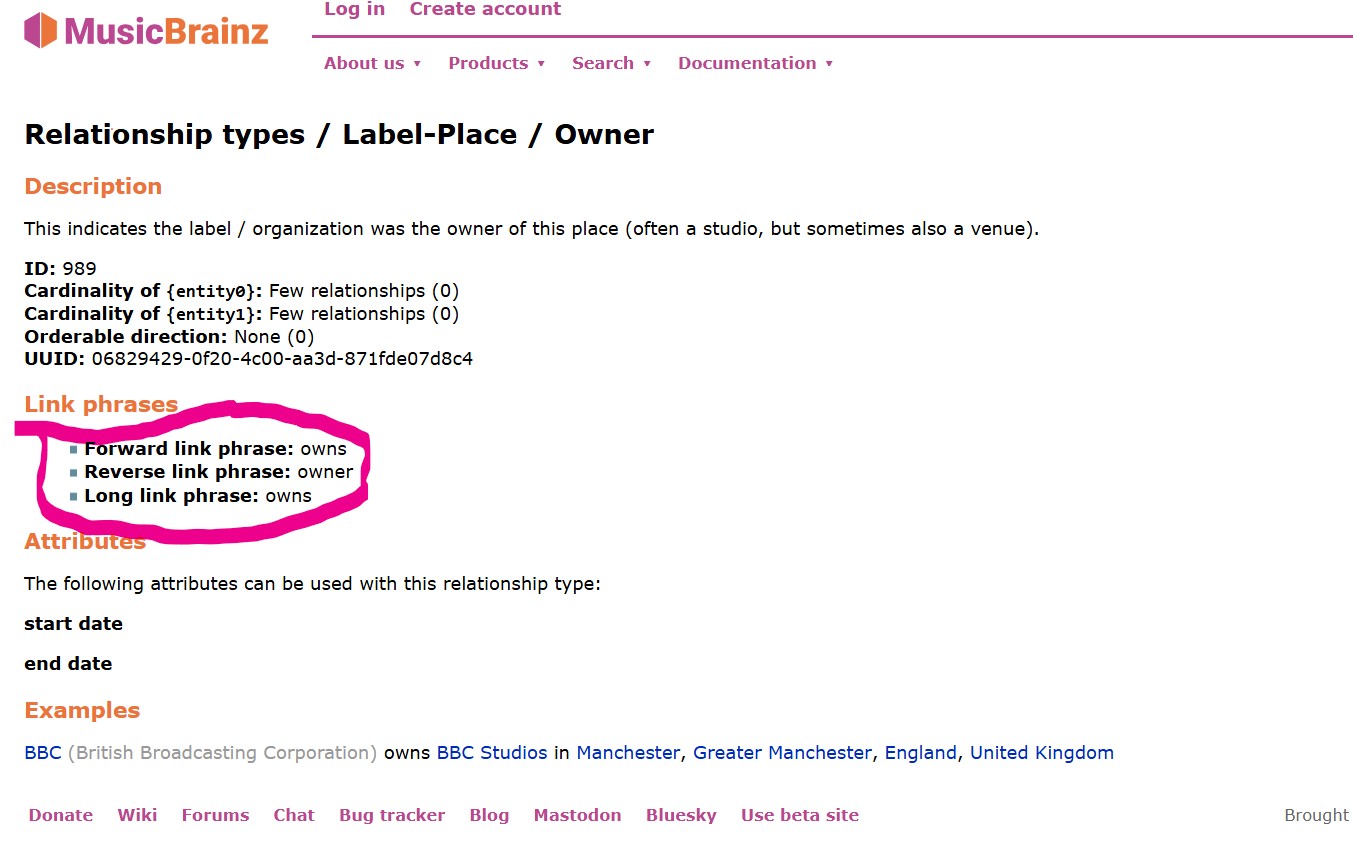 Log in Create account
MusicBrainz
About us ▾ Products ▾ Search ▾ Documentation ▾
Relationship types / Label-Place / Owner
Description
This indicates the label / organization was the owner of this place (often a studio, but sometimes also a venue).
ID: 989
Cardinality of {entity0}: Few relationships (0)
Cardinality of {entity1}: Few relationships (0)
Orderable direction: None (0)
UUID: 06829429-0f20-4c00-aa3d-871fde07d8c4
Link phrases
▪ Forward link phrase: owns
▪ Reverse link phrase: owner
▪ Long link phrase: owns
Attributes
The following attributes can be used with this relationship type:
start date
end date
Examples
BBC (British Broadcasting Corporation) owns BBC Studios in Manchester, Greater Manchester, England, United Kingdom
Donate Wiki Forums Chat Bug tracker Blog Mastodon Bluesky Use beta site Brought